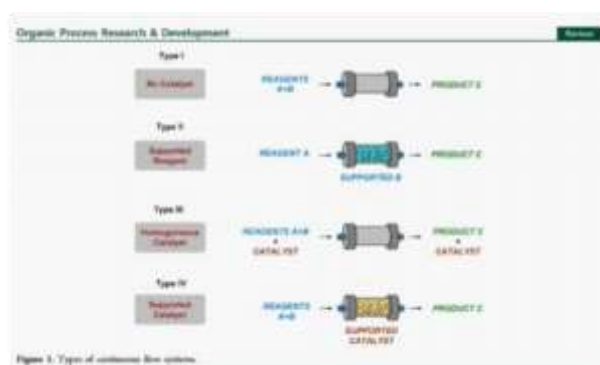 Organic Process Research & Development
Review
Type I
No Catalyst
REAGENTS
A+B
PRODUCT C
Type II
Supported
Reagent
REAGENT A
PRODUCT C
SUPPORTED B
Type III
Homogeneous
Catalyst
REAGENTS A+B
+
CATALYST
PRODUCT C
+
CATALYST
Type IV
Supported
Catalyst
REAGENTS
A+B
PRODUCT C
SUPPORTED
CATALYST
Figure 1. Types of continuous flow systems.